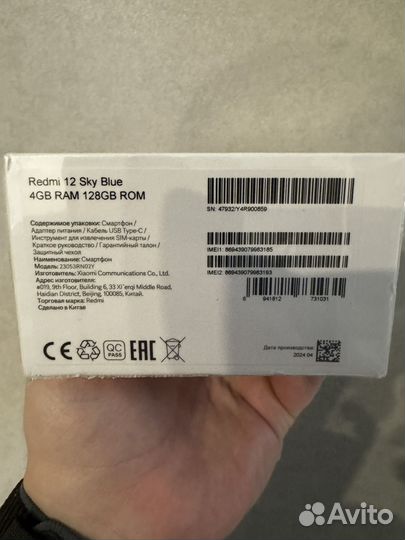 Redmi 12 Sky Blue
4GB RAM 128GB ROM
Содержимое упаковки: Смартфон /
Адаптер питания / Кабель USB Type-C /
Инструмент для извлечения SIM-карты /
Краткое руководство / Гарантийный талон /
Защитный чехол
Наименование: Смартфон
Модель: 23053RN02Y
Изготовитель: Xiaomi Communications Co., Ltd.
Адрес изготовителя:
#019, 9th Floor, Building 6, 33 Xi'erqi Middle Road,
Haidian District, Beijing, 100085, Китай.
Торговая марка: Redmi
Сделано в Китае
SN: 47932/Y4R900859
IMEI1: 869439079983185
IMEI2: 869439079983193
6 941812 731031
CE
QC
PASS
EAC
Дата производства:
2024 04
Avito